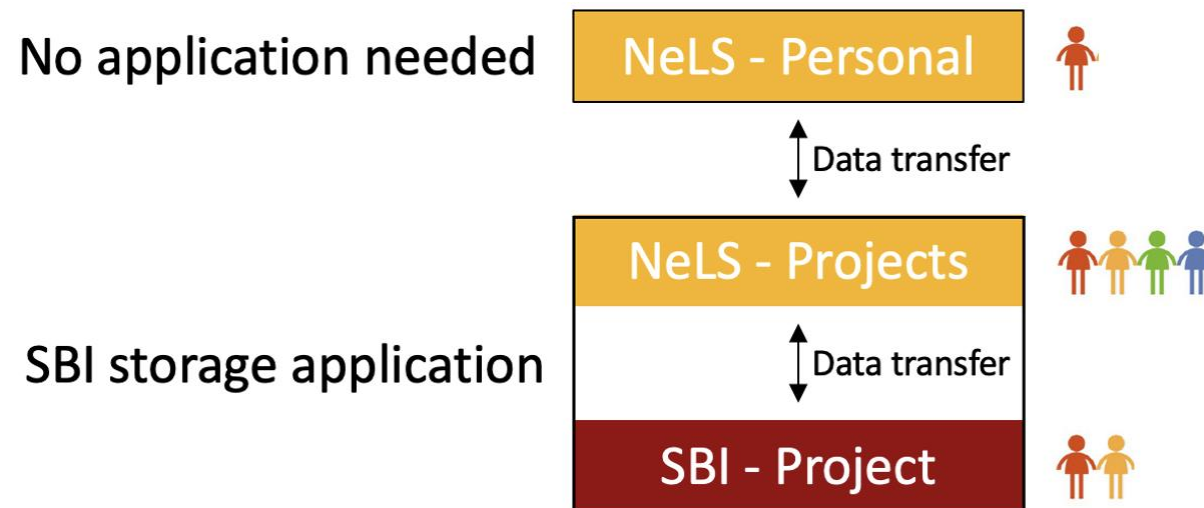 No application needed
NeLS - Personal
Data transfer
NeLS - Projects
SBI storage application
Data transfer
SBI - Project